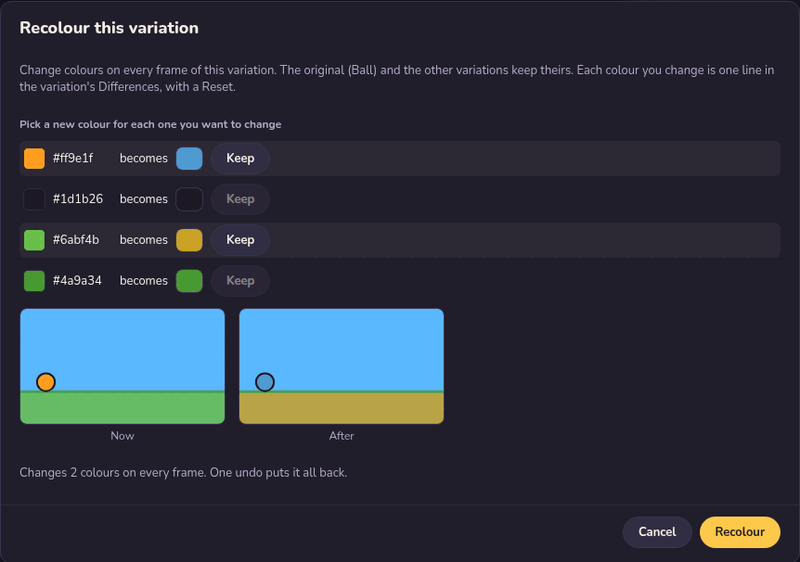 Recolour this variation
Change colours on every frame of this variation. The original (Ball) and the other variations keep theirs. Each colour you change is one line in
the variation's Differences, with a Reset.
Pick a new colour for each one you want to change
#ff9e1f becomes Keep
#1d1b26 becomes Keep
#6abf4b becomes Keep
#4a9a34 becomes Keep
Now After
Changes 2 colours on every frame. One undo puts it all back.
Cancel Recolour